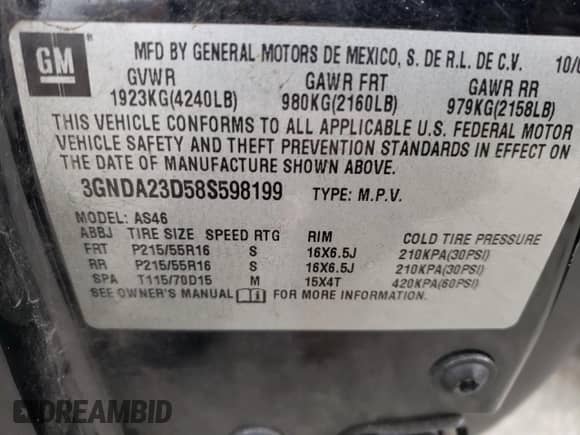 GM
MFD BY GENERAL MOTORS DE MEXICO, S. DE R.L. DE C.V. 10/
GVWR GAWR FRT GAWR RR
1923KG(4240LB) 980KG(2160LB) 979KG(2158LB)
THIS VEHICLE CONFORMS TO ALL APPLICABLE U.S. FEDERAL MOTOR
VEHICLE SAFETY AND THEFT PREVENTION STANDARDS IN EFFECT ON
THE DATE OF MANUFACTURE SHOWN ABOVE.
3GNDA23D58S598199 TYPE: M.P.V.
MODEL: AS46
ABBJ TIRE SIZE SPEED RTG RIM COLD TIRE PRESSURE
FRT P215/55R16 S 16X6.5J 210KPA(30PSI)
RR P215/55R16 S 16X6.5J 210KPA(30PSI)
SPA T115/70D15 M 15X4T 420KPA(60PSI)
SEE OWNER'S MANUAL FOR MORE INFORMATION.
DREAMBID